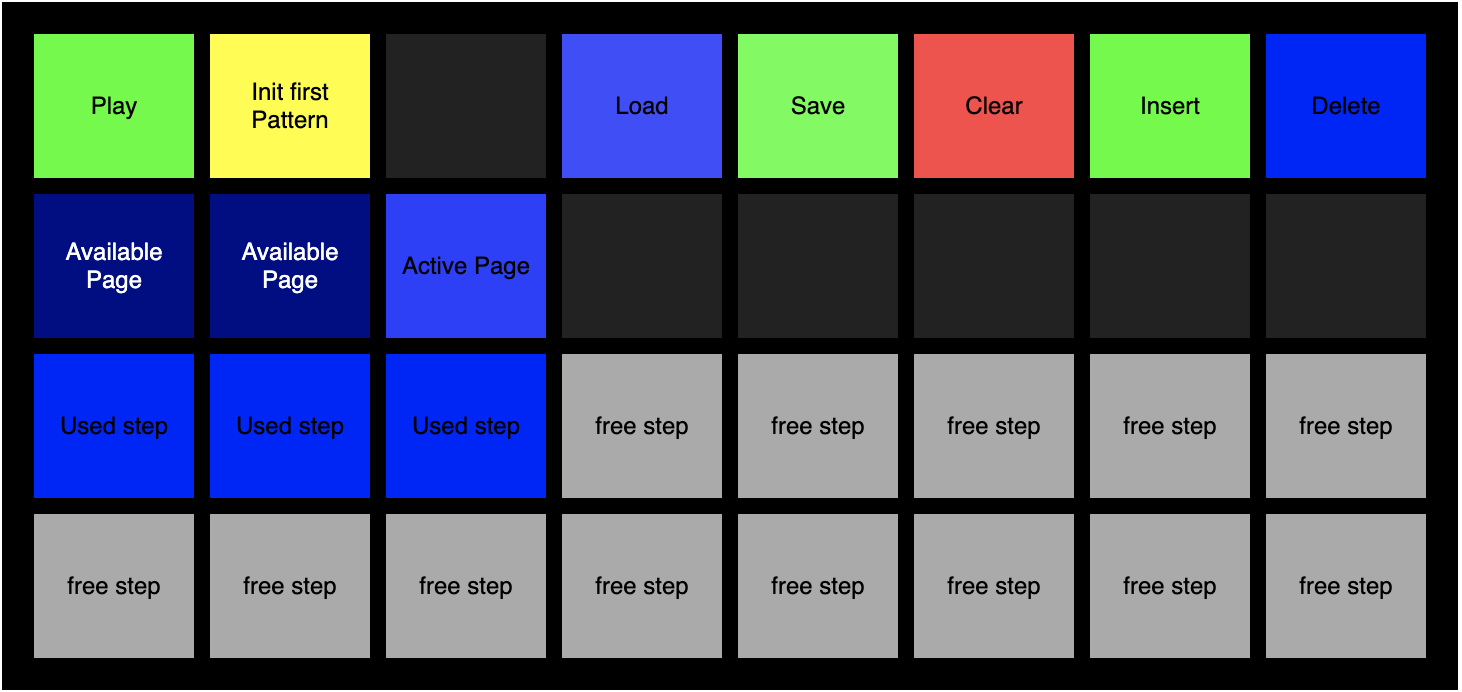 Play
Init first
Pattern
Load
Save
Clear
Insert
Delete
Available
Page
Available
Page
Active Page
Used step
Used step
Used step
free step
free step
free step
free step
free step
free step
free step
free step
free step
free step
free step
free step
free step